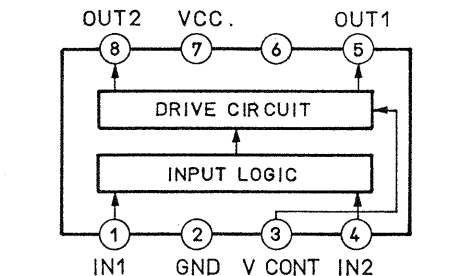 OUT2 VCC. OUT1
8 7 6 5
DRIVE CIRCUIT
INPUT LOGIC
1 2 3 4
IN1 GND V CONT IN2